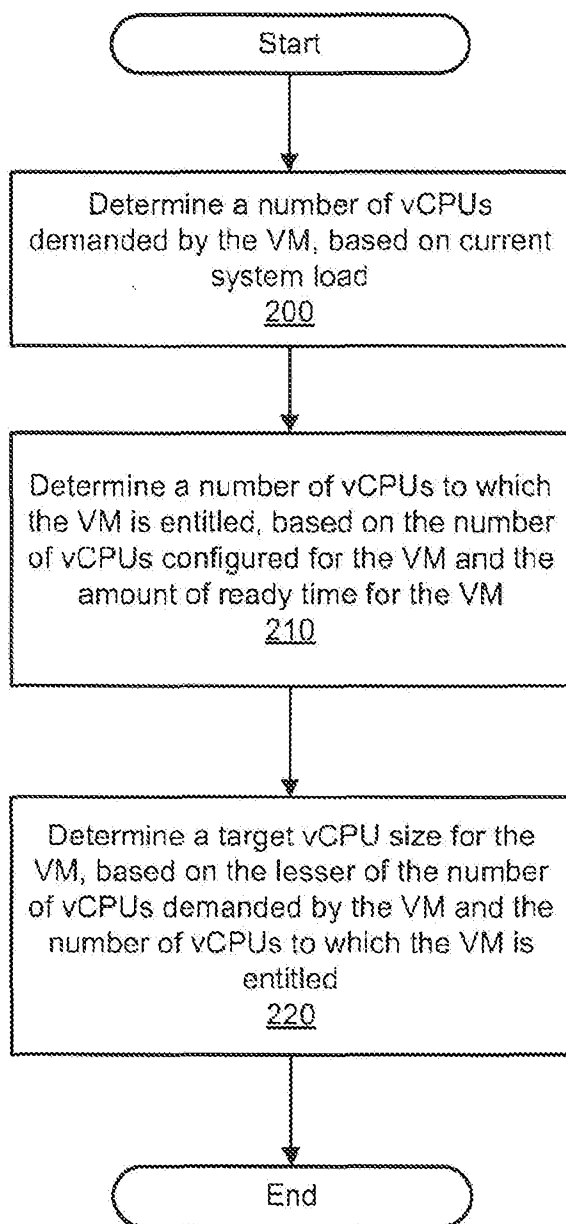 Start
Determine a number of vCPUs
demanded by the VM, based on current
system load
200
Determine a number of vCPUs to which
the VM is entitled, based on the number
of vCPUs configured for the VM and the
amount of ready time for the VM
210
Determine a target vCPU size for the
VM, based on the lesser of the number
of vCPUs demanded by the VM and the
number of vCPUs to which the VM is
entitled
220
End